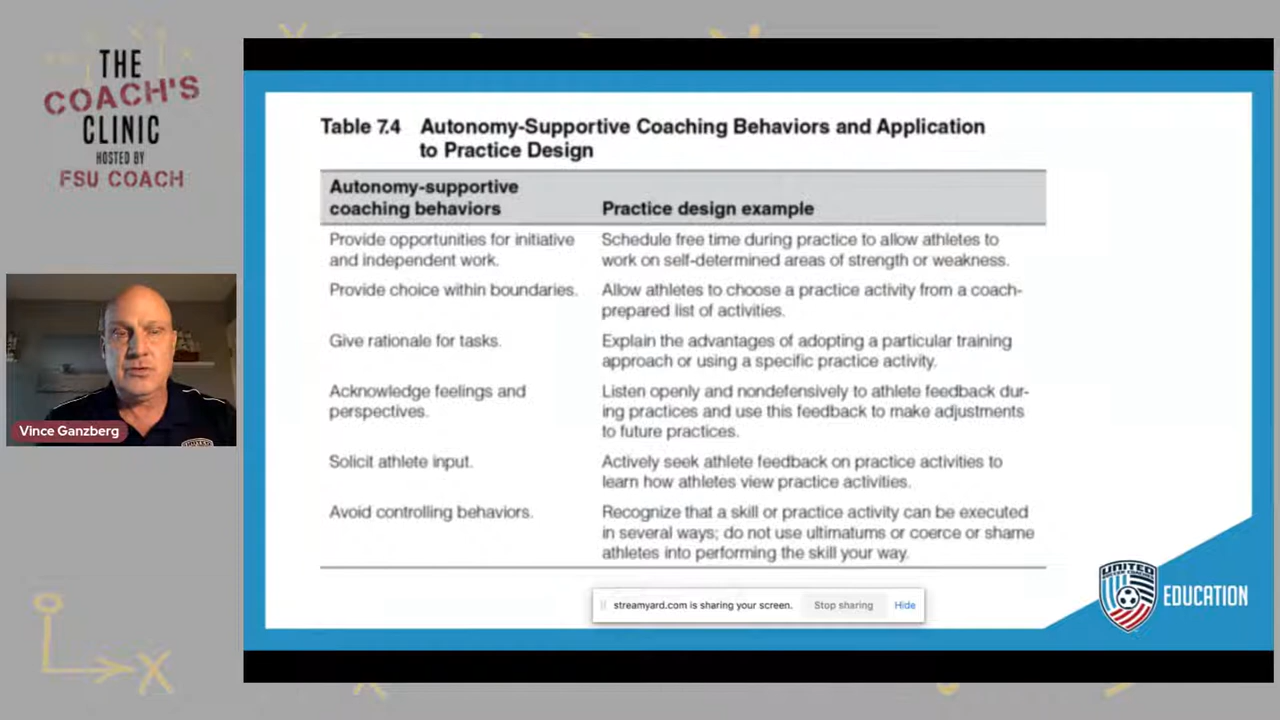 THE
COACH'S
CLINIC
HOSTED BY
FSU COACH
Vince Ganzberg
Table 7.4 Autonomy-Supportive Coaching Behaviors and Application
to Practice Design
Autonomy-supportive
coaching behaviors
Practice design example
Provide opportunities for initiative
and independent work.
Schedule free time during practice to allow athletes to
work on self-determined areas of strength or weakness.
Provide choice within boundaries.
Allow athletes to choose a practice activity from a coach-
prepared list of activities.
Give rationale for tasks.
Explain the advantages of adopting a particular training
approach or using a specific practice activity.
Acknowledge feelings and
perspectives.
Listen openly and nondefensively to athlete feedback dur-
ing practices and use this feedback to make adjustments
to future practices.
Solicit athlete input.
Actively seek athlete feedback on practice activities to
learn how athletes view practice activities.
Avoid controlling behaviors.
Recognize that a skill or practice activity can be executed
in several ways; do not use ultimatums or coerce or shame
athletes into performing the skill your way.
streamyard.com is sharing your screen.
Stop sharing
Hide
UNITED
EDUCATION